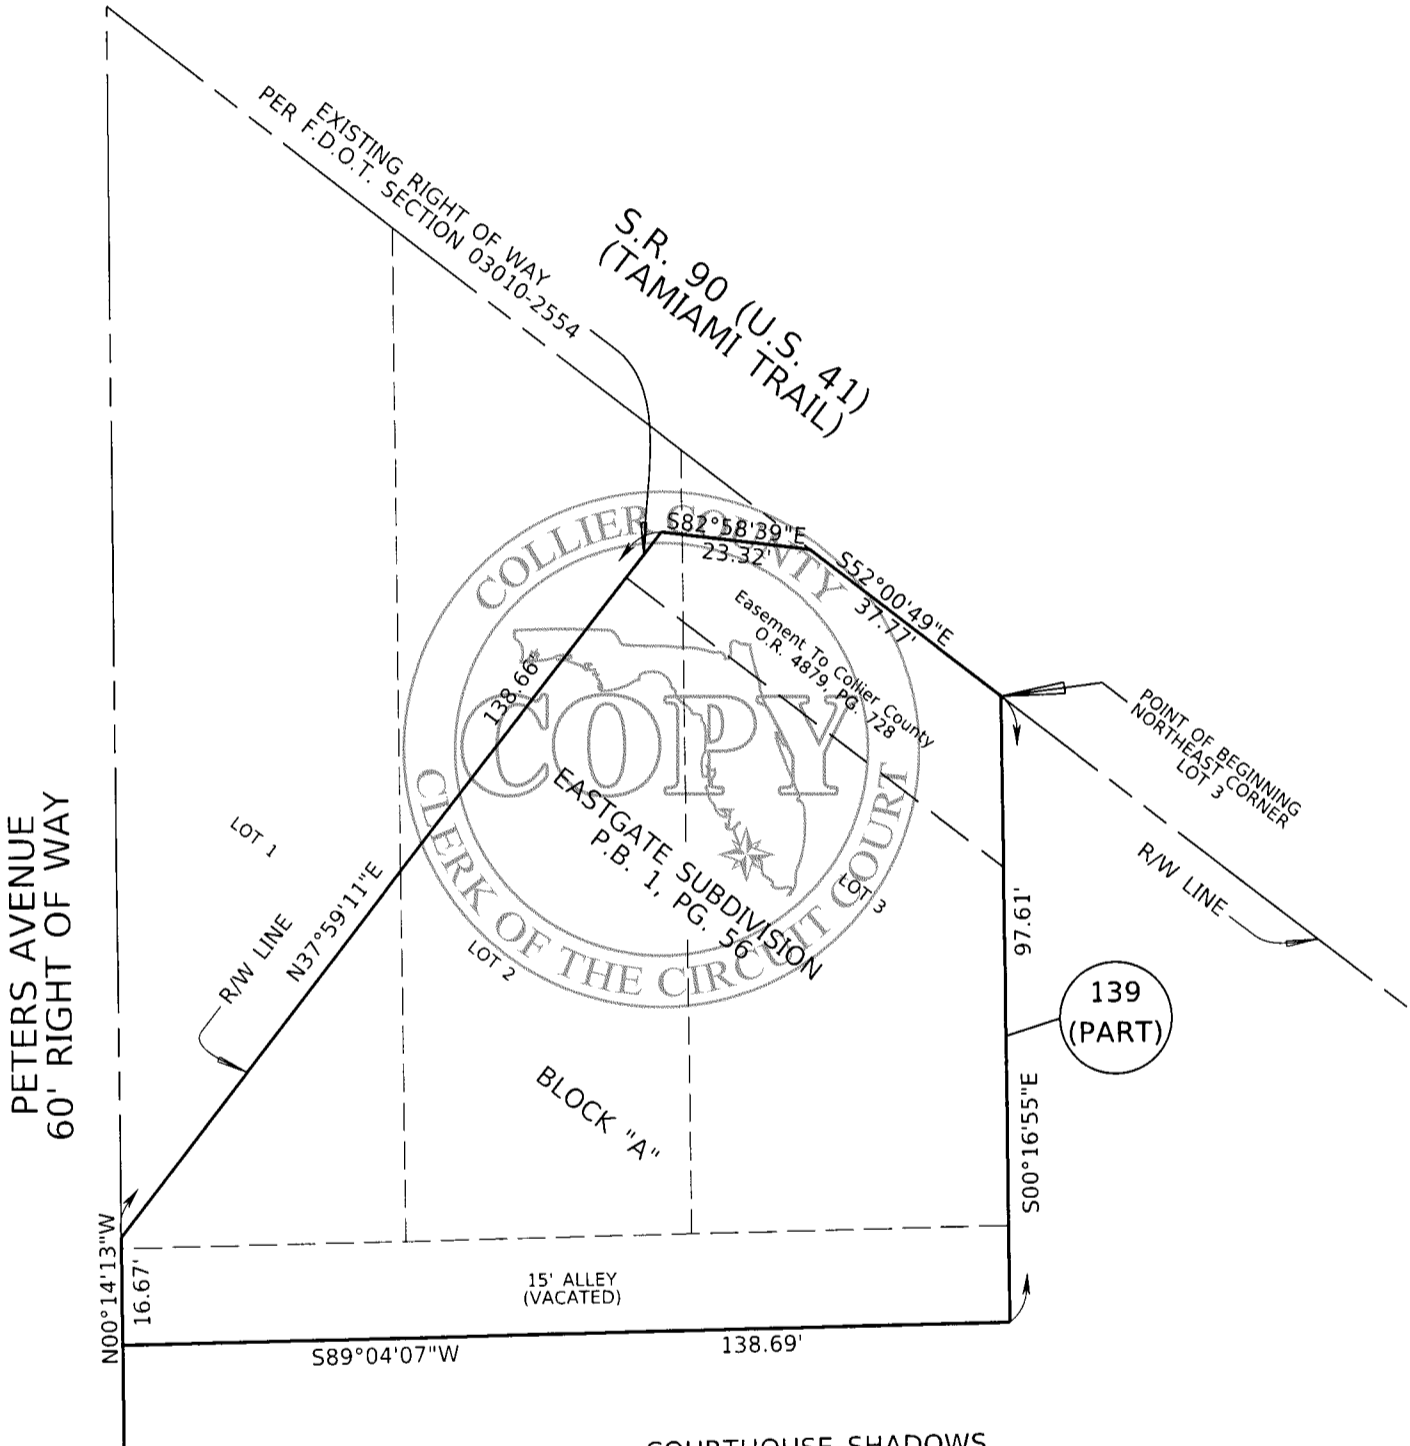 EXISTING RIGHT OF WAY
PER F.D.O.T. SECTION 03010-2554
S.R. 90 (U.S. 41)
(TAMIAMI TRAIL)
S82°58'39"E
23.32'
S52°00'49"E
37.77'
Easement To Collier County
O.R. 4879, PG. 728
POINT OF BEGINNING
NORTHEAST CORNER
LOT 3
R/W LINE
138.66'
COLLIER COUNTY
COPY
CLERK OF THE CIRCUIT COURT
EASTGATE SUBDIVISION
P.B. 1, PG. 56
LOT 1
LOT 2
LOT 3
PETERS AVENUE
60' RIGHT OF WAY
R/W LINE
N37°59'11"E
97.61'
139
(PART)
S00°16'55"E
BLOCK "A"
N00°14'13"W
16.67'
15' ALLEY
(VACATED)
S89°04'07"W
138.69'
COURTHOUSE SHADOWS